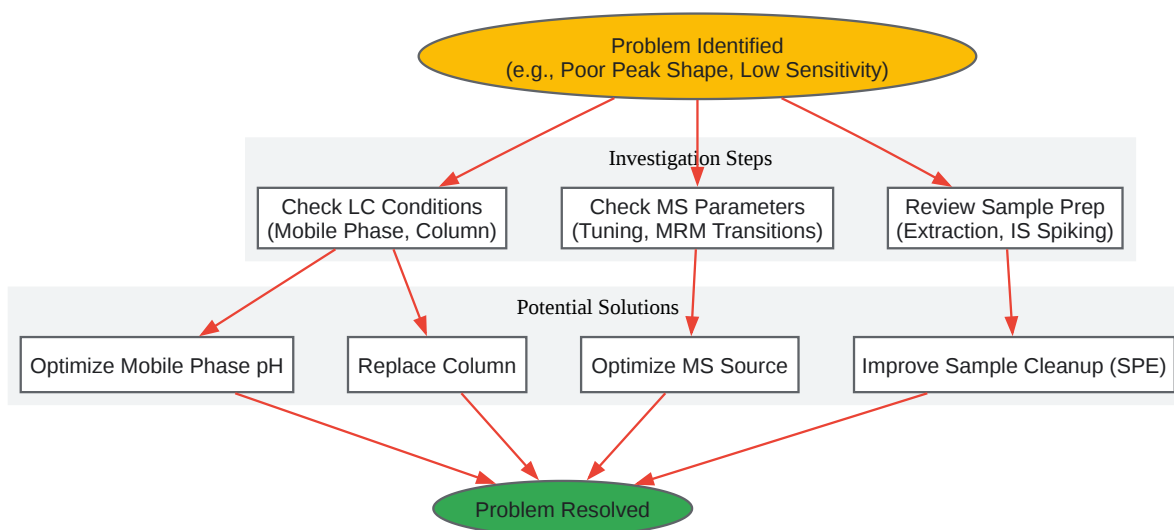 Problem Identified
(e.g., Poor Peak Shape, Low Sensitivity)
Investigation Steps
Check LC Conditions
(Mobile Phase, Column)
Check MS Parameters
(Tuning, MRM Transitions)
Review Sample Prep
(Extraction, IS Spiking)
Potential Solutions
Optimize Mobile Phase pH
Replace Column
Optimize MS Source
Improve Sample Cleanup (SPE)
Problem Resolved